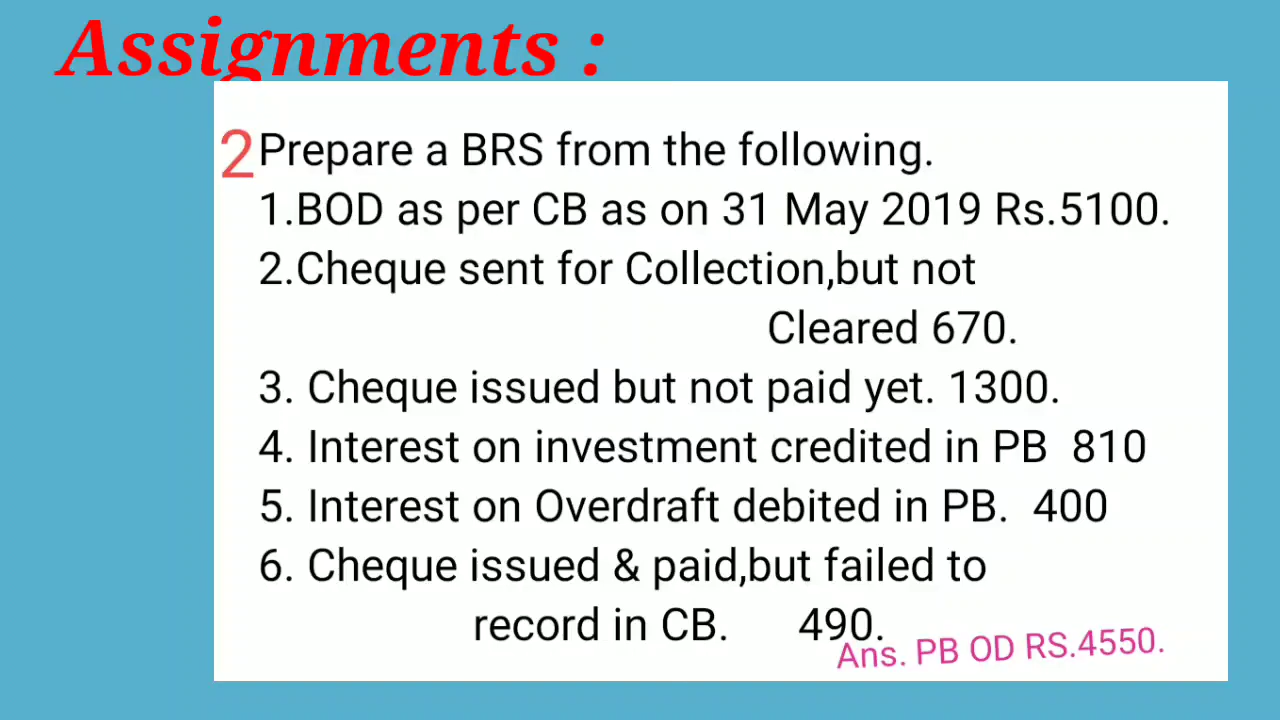 Assignments :
2 Prepare a BRS from the following.
1.BOD as per CB as on 31 May 2019 Rs.5100.
2.Cheque sent for Collection,but not
Cleared 670.
3. Cheque issued but not paid yet. 1300.
4. Interest on investment credited in PB 810
5. Interest on Overdraft debited in PB. 400
6. Cheque issued & paid,but failed to
record in CB. 490.
Ans. PB OD RS.4550.